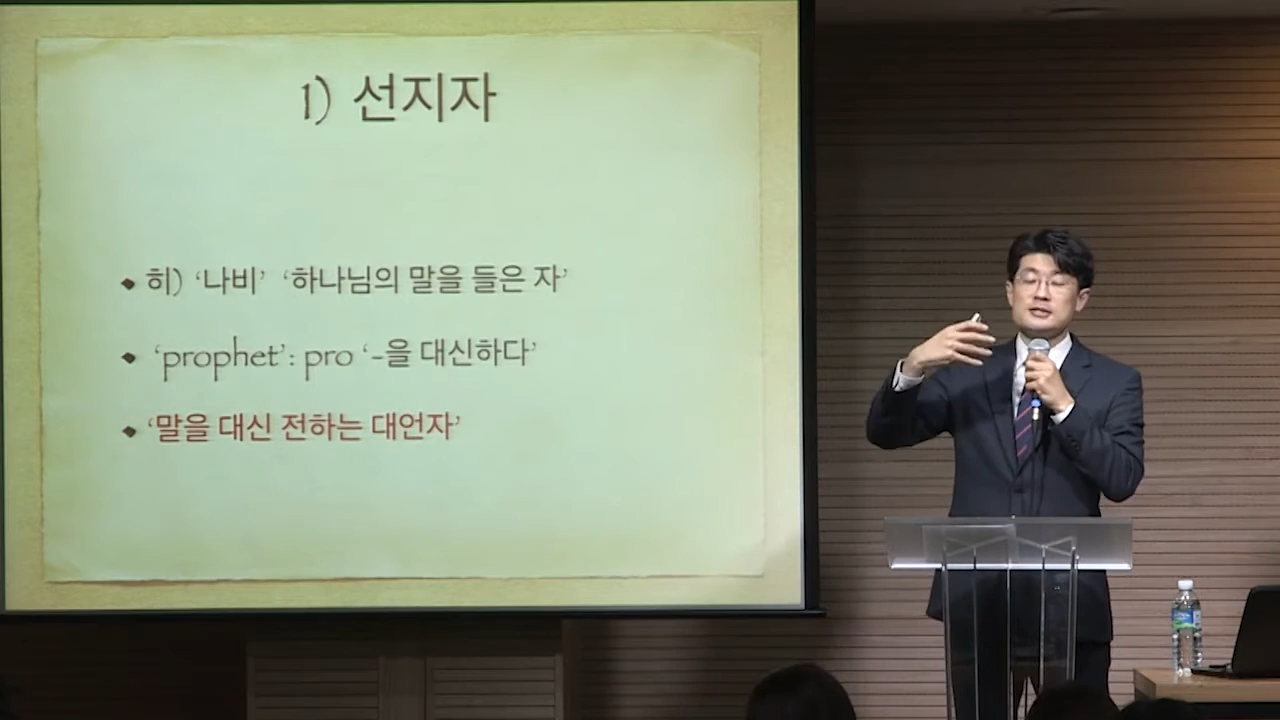 1) 선지자
• 히) ‘나비’ ‘하나님의 말을 들은 자’
• ‘prophet’: pro ‘-을 대신하다’
• ‘말을 대신 전하는 대언자’